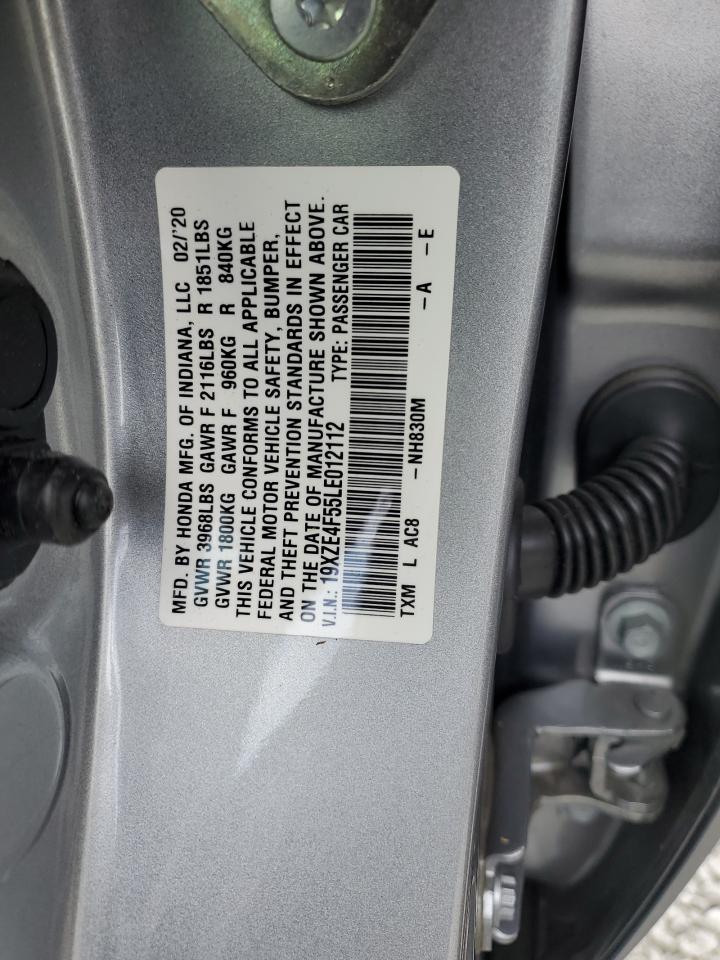 MFD. BY HONDA MFG. OF INDIANA, LLC 02/'20
GVWR 3968LBS GAWR F 2116LBS R 1851LBS
GVWR 1800KG GAWR F 960KG R 840KG
THIS VEHICLE CONFORMS TO ALL APPLICABLE
FEDERAL MOTOR VEHICLE SAFETY, BUMPER,
AND THEFT PREVENTION STANDARDS IN EFFECT
ON THE DATE OF MANUFACTURE SHOWN ABOVE.
V.I.N.: 19XZE4F55LE012112 TYPE: PASSENGER CAR
TXM L AC8 -NH830M -A -E